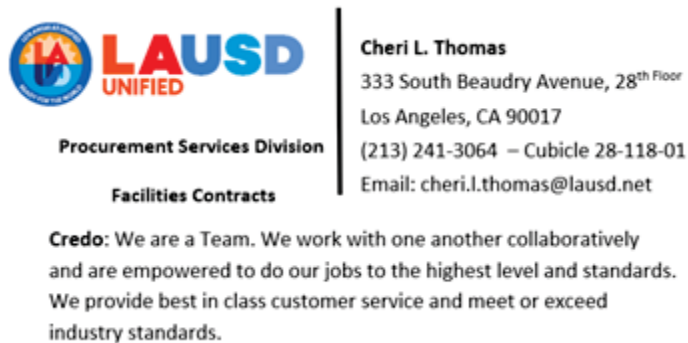 LAUSD
UNIFIED
Procurement Services Division
Facilities Contracts
Cheri L. Thomas
333 South Beaudry Avenue, 28th Floor
Los Angeles, CA 90017
(213) 241-3064 – Cubicle 28-118-01
Email: cheri.l.thomas@lausd.net
Credo: We are a Team. We work with one another collaboratively
and are empowered to do our jobs to the highest level and standards.
We provide best in class customer service and meet or exceed
industry standards.